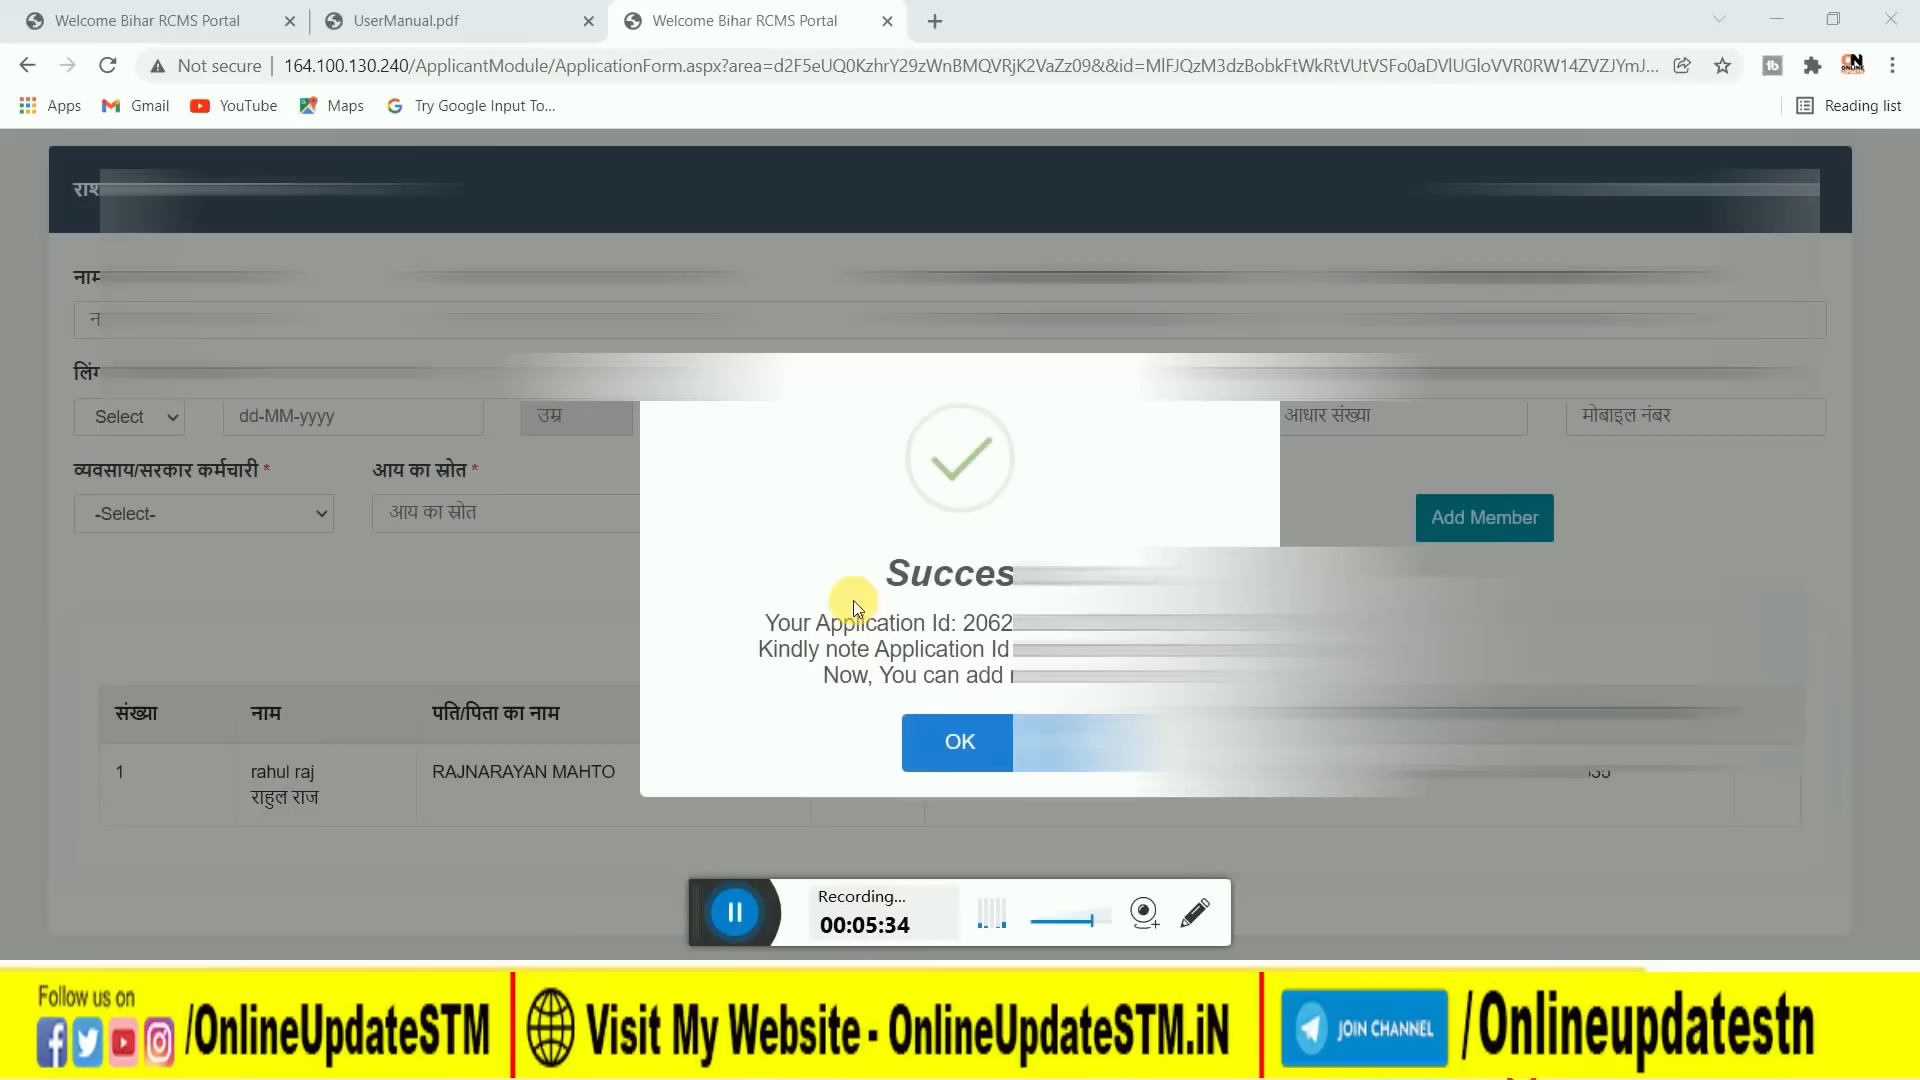 Welcome Bihar RCMS Portal
UserManual.pdf
Welcome Bihar RCMS Portal
Not secure
164.100.130.240/ApplicantModule/ApplicationForm.aspx?area=d2F5eUQ0KzhrY29zWnBMQVRjK2VaZz09&&id=MlFJQzM3dzBobkFtWkRtVUtVSFo0aDVlUGloVVR0RW14ZVZJYmJ...
Apps
Gmail
YouTube
Maps
Try Google Input To...
Reading list
नाम
लिंग
Select
dd-MM-yyyy
उम्र
आधार संख्या
मोबाइल नंबर
व्यवसाय/सरकार कर्मचारी *
आय का स्रोत *
-Select-
आय का स्रोत
Add Member
Succes
Your Application Id: 2062
Kindly note Application Id
Now, You can add
OK
संख्या
नाम
पति/पिता का नाम
1
rahul raj
राहुल राज
RAJNARAYAN MAHTO
Recording...
00:05:34
Follow us on
/OnlineUpdateSTM
Visit My Website - OnlineUpdateSTM.iN
JOIN CHANNEL
/Onlineupdatestn